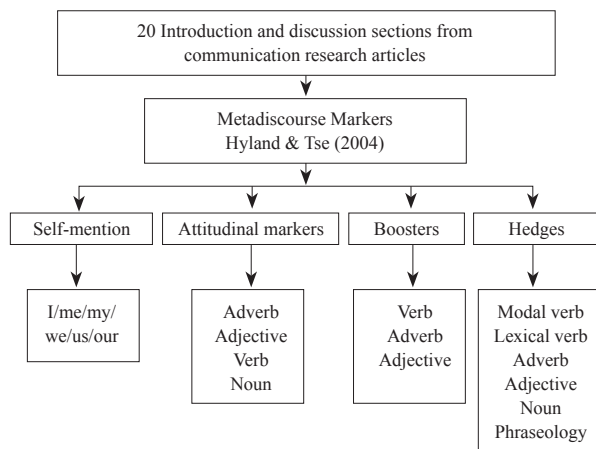 20 Introduction and discussion sections from
communication research articles
Metadiscourse Markers
Hyland & Tse (2004)
Self-mention
Attitudinal markers
Boosters
Hedges
I/me/my/
we/us/our
Adverb
Adjective
Verb
Noun
Verb
Adverb
Adjective
Modal verb
Lexical verb
Adverb
Adjective
Noun
Phraseology